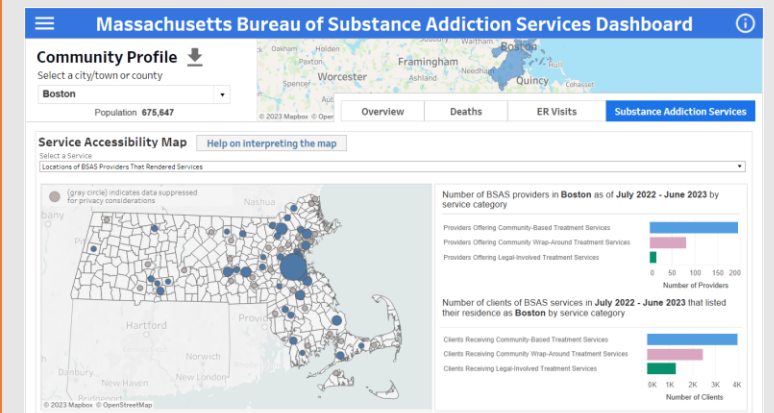 Massachusetts Bureau of Substance Addiction Services Dashboard
Community Profile
Select a city/town or county
Boston
Population 675,647
Oakham Holden
Paxton
Spencer Worcester
Framingham
Ashland
Waltham
Boston
Needham
Hull
Quincy
Cohasset
© 2023 Mapbox © Open
Overview Deaths ER Visits Substance Addiction Services
Service Accessibility Map Help on interpreting the map
Select a Service
Locations of BSAS Providers That Rendered Services
(gray circle) indicates data suppressed
for privacy considerations
Nashua
bany
Hartford
Provid
Norwich
Danbury
New Haven
New London
Bridgeport
© 2023 Mapbox © OpenStreetMap
Number of BSAS providers in Boston as of July 2022 - June 2023 by
service category
Providers Offering Community-Based Treatment Services
Providers Offering Community Wrap-Around Treatment Services
Providers Offering Legal-Involved Treatment Services
0 50 100 150 200
Number of Providers
Number of clients of BSAS services in July 2022 - June 2023 that listed
their residence as Boston by service category
Clients Receiving Community-Based Treatment Services
Clients Receiving Community Wrap-Around Treatment Services
Clients Receiving Legal-Involved Treatment Services
0K 1K 2K 3K 4K
Number of Clients